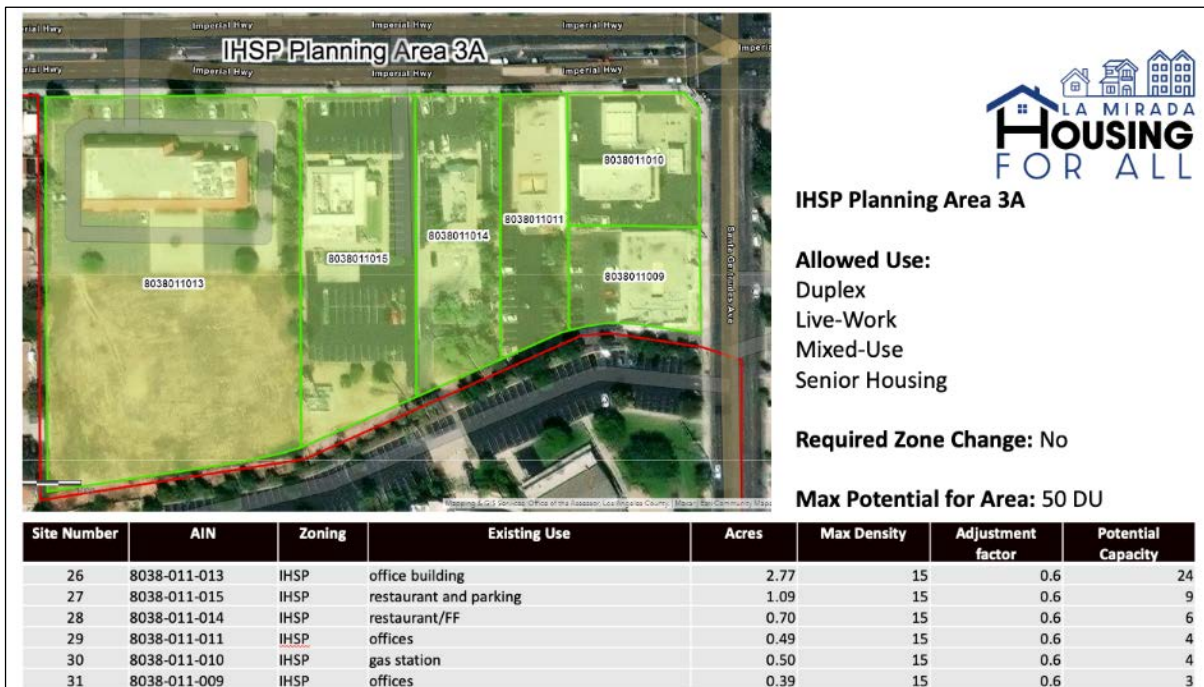 rial Hwy
Imperial Hwy
Imperial Hwy
Imperial Hwy
IHSP Planning Area 3A
Imperial Hwy
Imperial Hwy
Imperial Hwy
8038011010
8038011011
8038011014
8038011015
8038011009
8038011013
LA MIRADA
HOUSING
FOR ALL
IHSP Planning Area 3A
Allowed Use:
Duplex
Live-Work
Mixed-Use
Senior Housing
Required Zone Change: No
Max Potential for Area: 50 DU
Site Number AIN Zoning Existing Use Acres Max Density Adjustment factor Potential Capacity
26 8038-011-013 IHSP office building 2.77 15 0.6 24
27 8038-011-015 IHSP restaurant and parking 1.09 15 0.6 9
28 8038-011-014 IHSP restaurant/FF 0.70 15 0.6 6
29 8038-011-011 IHSP offices 0.49 15 0.6 4
30 8038-011-010 IHSP gas station 0.50 15 0.6 4
31 8038-011-009 IHSP offices 0.39 15 0.6 3